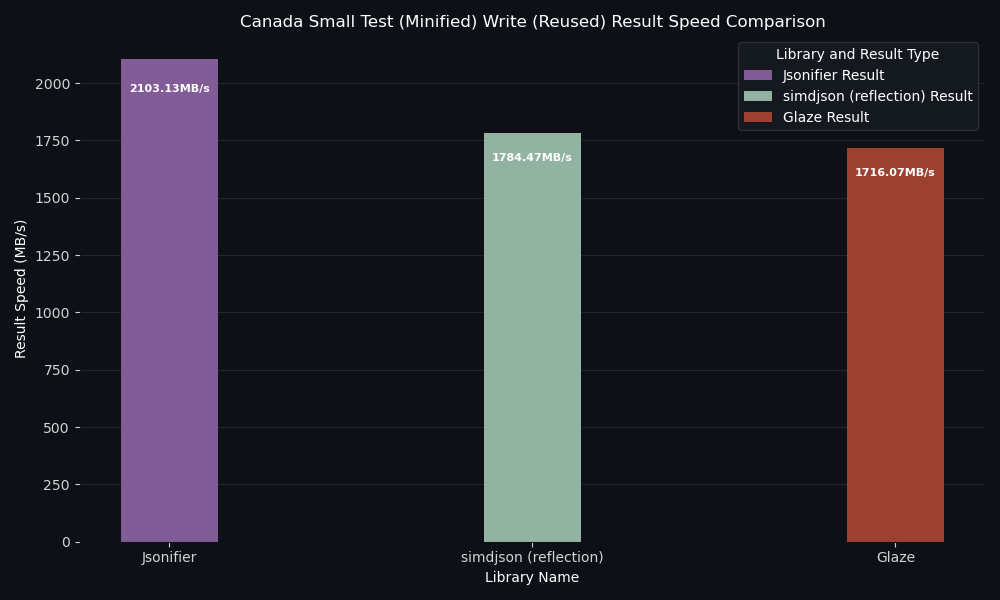 Canada Small Test (Minified) Write (Reused) Result Speed Comparison
Library and Result Type
Jsonifier Result
simdjson (reflection) Result
Glaze Result
2103.13MB/s
1784.47MB/s
1716.07MB/s
Result Speed (MB/s)
2000
1750
1500
1250
1000
750
500
250
0
Jsonifier
simdjson (reflection)
Glaze
Library Name